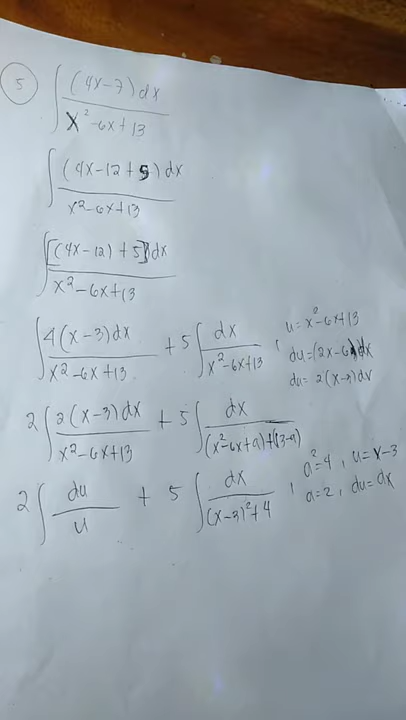 5 ∫ (4x-7)dx / x²-6x+13
∫ (4x-12+5)dx / x²-6x+13
∫ [(4x-12)+5]dx / x²-6x+13
∫ 4(x-3)dx / x²-6x+13 + 5∫ dx / x²-6x+13 , u=x²-6x+13
du=(2x-6)dx
du=2(x-3)dx
2∫ 2(x-3)dx / x²-6x+13 + 5∫ dx / (x²-6x+9)+(13-9)
2∫ du / u + 5∫ dx / (x-3)²+4 , a²=4, u=x-3
a=2, du=dx